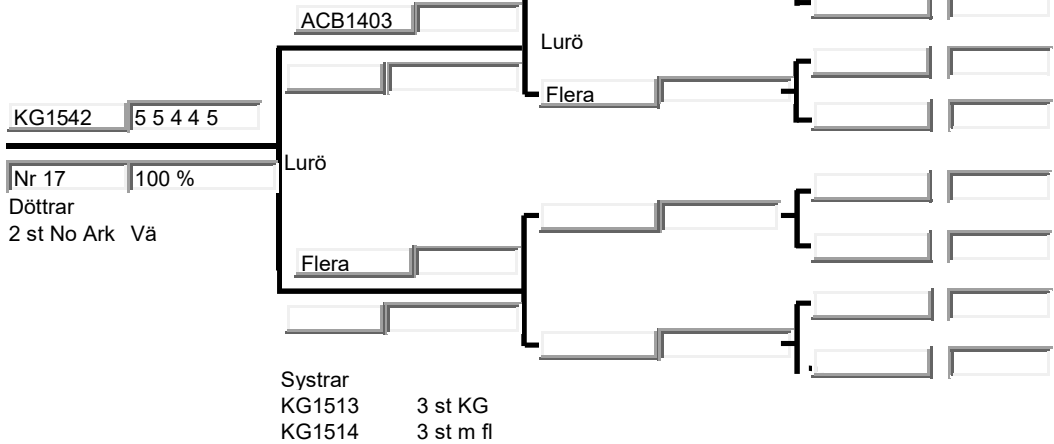 ACB1403
Lurö
Flera
KG1542 5 5 4 4 5
Lurö
Nr 17 100 %
Döttrar
2 st No Ark Vä
Flera
Systrar
KG1513 3 st KG
KG1514 3 st m fl